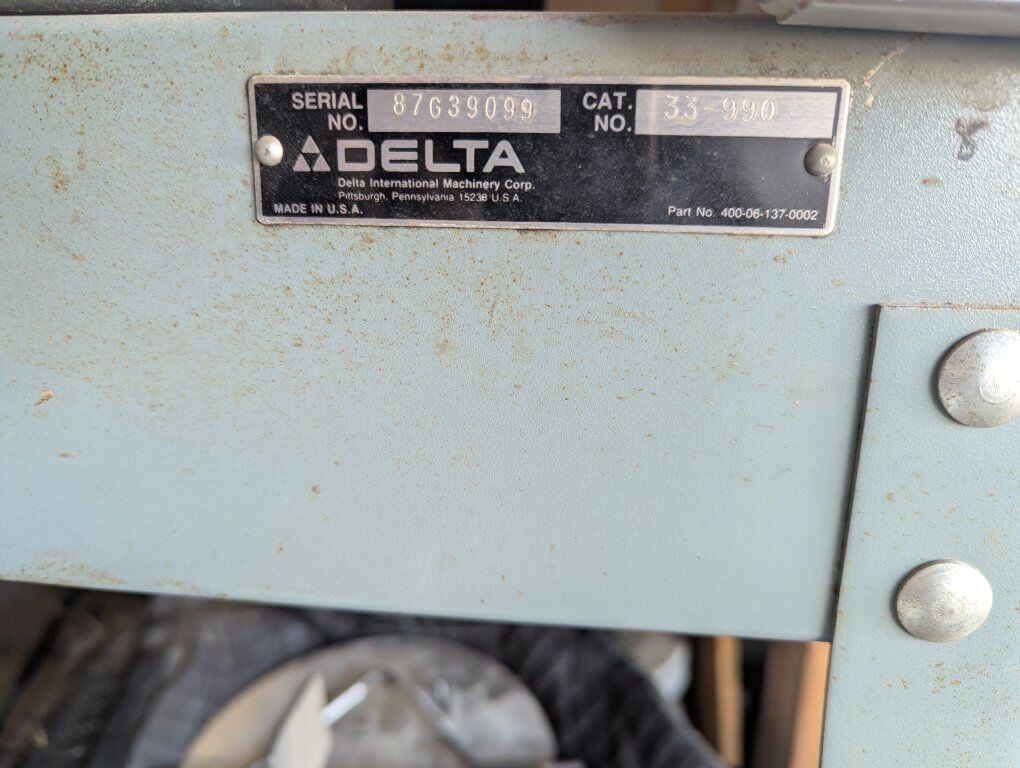 SERIAL NO. 87G39099
CAT. NO. 33-990
DELTA
Delta International Machinery Corp.
Pittsburgh, Pennsylvania 15238 U.S.A.
MADE IN U.S.A.
Part No. 400-06-137-0002